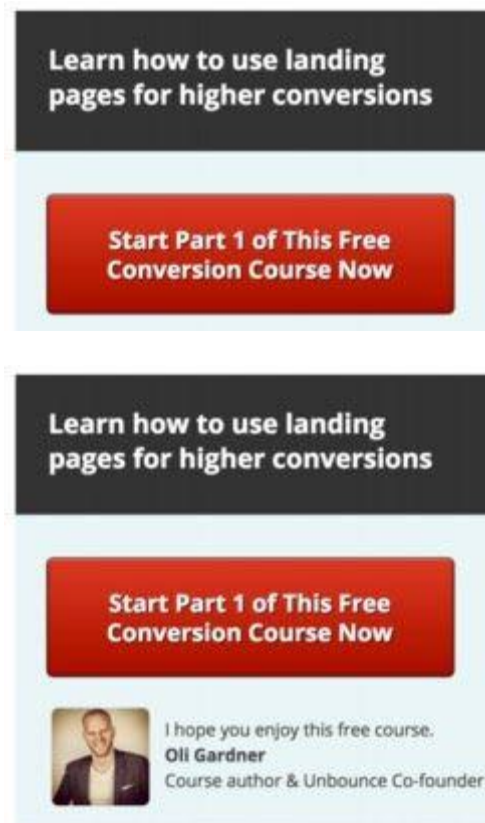 Learn how to use landing
pages for higher conversions
Start Part 1 of This Free
Conversion Course Now
Learn how to use landing
pages for higher conversions
Start Part 1 of This Free
Conversion Course Now
I hope you enjoy this free course.
Oli Gardner
Course author & Unbounce Co-founder